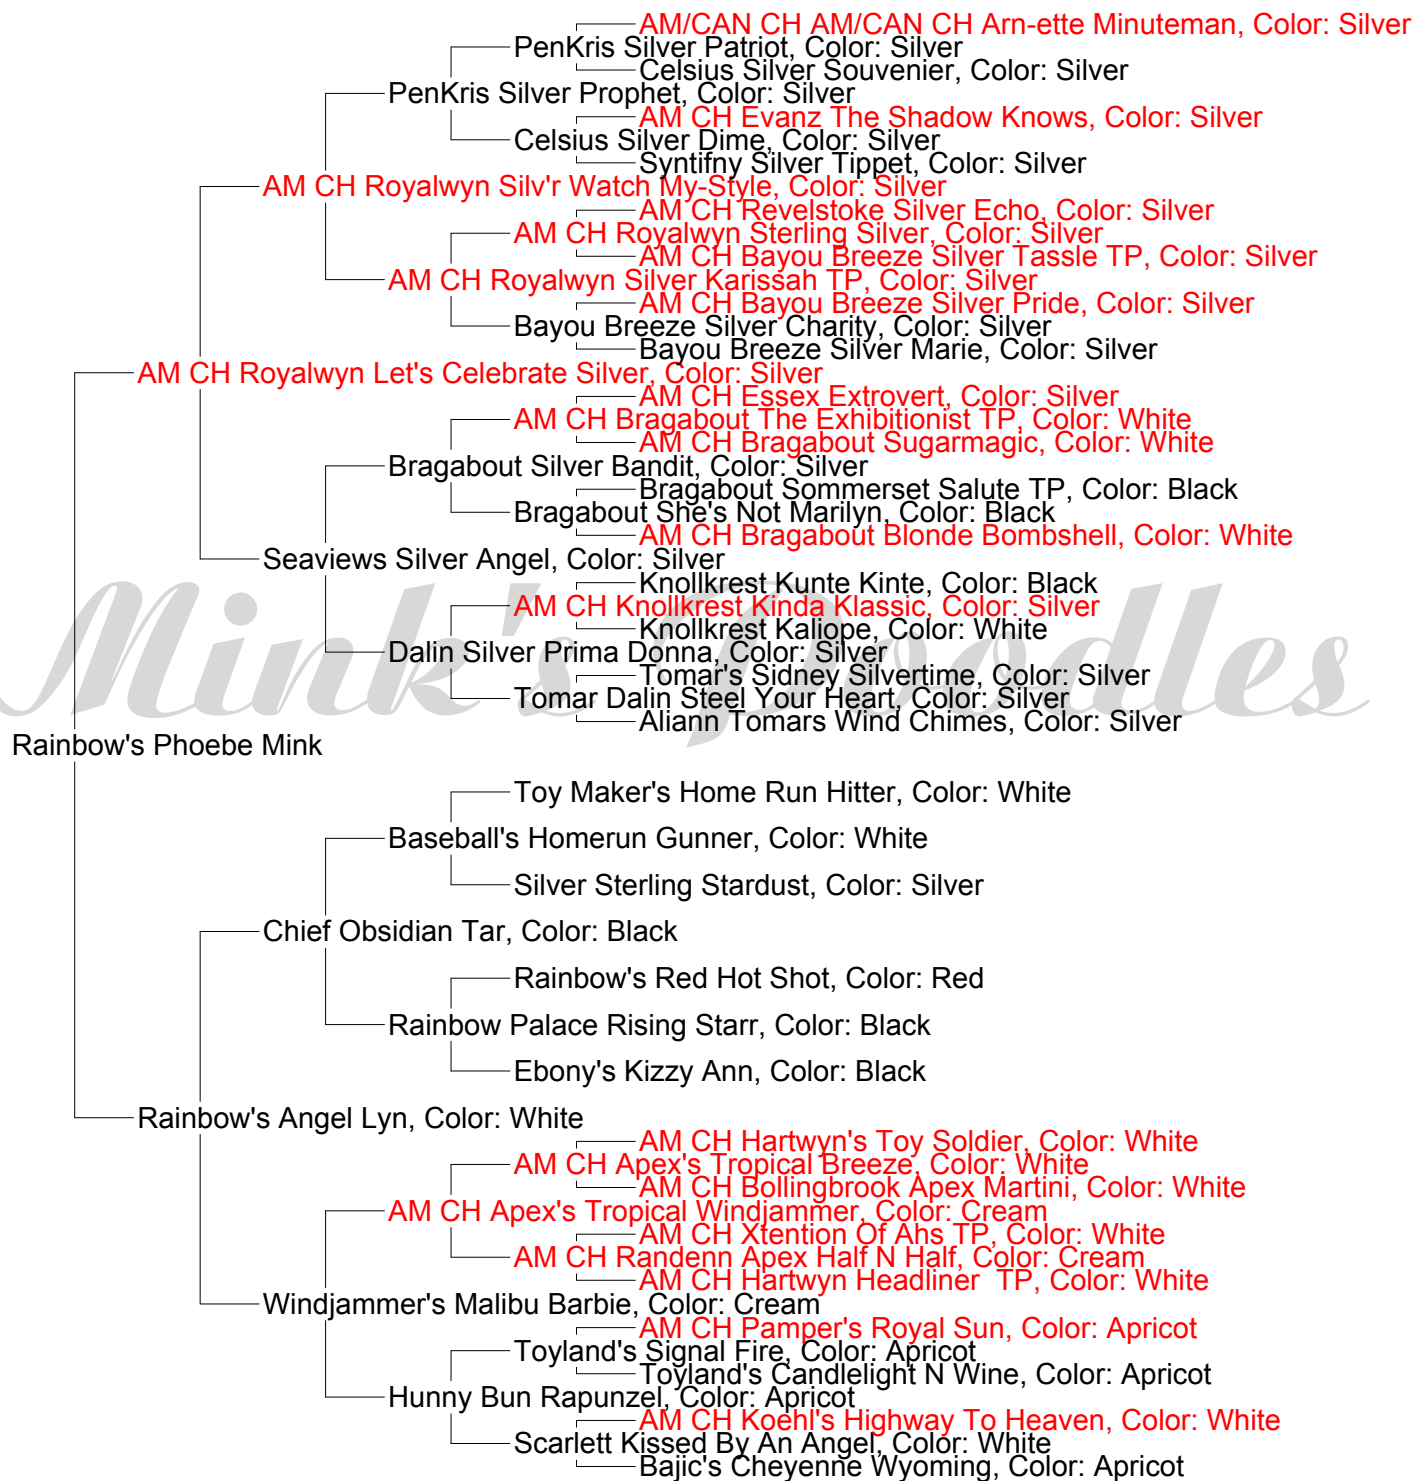 AM/CAN CH AM/CAN CH Arn-ette Minuteman, Color: Silver
PenKris Silver Patriot, Color: Silver
Celsius Silver Souvenier, Color: Silver
PenKris Silver Prophet, Color: Silver
AM CH Evanz The Shadow Knows, Color: Silver
Celsius Silver Dime, Color: Silver
Syntifny Silver Tippet, Color: Silver
AM CH Royalwyn Silv'r Watch My-Style, Color: Silver
AM CH Revelstoke Silver Echo, Color: Silver
AM CH Royalwyn Sterling Silver, Color: Silver
AM CH Bayou Breeze Silver Tassle TP, Color: Silver
AM CH Royalwyn Silver Karissah TP, Color: Silver
AM CH Bayou Breeze Silver Pride, Color: Silver
Bayou Breeze Silver Charity, Color: Silver
Bayou Breeze Silver Marie, Color: Silver
AM CH Royalwyn Let's Celebrate Silver, Color: Silver
AM CH Essex Extrovert, Color: Silver
AM CH Bragabout The Exhibitionist TP, Color: White
AM CH Bragabout Sugarmagic, Color: White
Bragabout Silver Bandit, Color: Silver
Bragabout Sommerset Salute TP, Color: Black
Bragabout She's Not Marilyn, Color: Black
AM CH Bragabout Blonde Bombshell, Color: White
Seaviews Silver Angel, Color: Silver
Knollkrest Kunte Kinte, Color: Black
AM CH Knollkrest Kinda Klassic, Color: Silver
Knollkrest Kaliope, Color: White
Mink's Poodles
Dalin Silver Prima Donna, Color: Silver
Tomar's Sidney Silvertime, Color: Silver
Tomar Dalin Steel Your Heart, Color: Silver
Aliann Tomars Wind Chimes, Color: Silver
Rainbow's Phoebe Mink
Toy Maker's Home Run Hitter, Color: White
Baseball's Homerun Gunner, Color: White
Silver Sterling Stardust, Color: Silver
Chief Obsidian Tar, Color: Black
Rainbow's Red Hot Shot, Color: Red
Rainbow Palace Rising Starr, Color: Black
Ebony's Kizzy Ann, Color: Black
Rainbow's Angel Lyn, Color: White
AM CH Hartwyn's Toy Soldier, Color: White
AM CH Apex's Tropical Breeze, Color: White
AM CH Bollingbrook Apex Martini, Color: White
AM CH Apex's Tropical Windjammer, Color: Cream
AM CH Xtention Of Ahs TP, Color: White
AM CH Randenn Apex Half N Half, Color: Cream
AM CH Hartwyn Headliner  TP, Color: White
Windjammer's Malibu Barbie, Color: Cream
AM CH Pamper's Royal Sun, Color: Apricot
Toyland's Signal Fire, Color: Apricot
Toyland's Candlelight N Wine, Color: Apricot
Hunny Bun Rapunzel, Color: Apricot
AM CH Koehl's Highway To Heaven, Color: White
Scarlett Kissed By An Angel, Color: White
Bajic's Cheyenne Wyoming, Color: Apricot